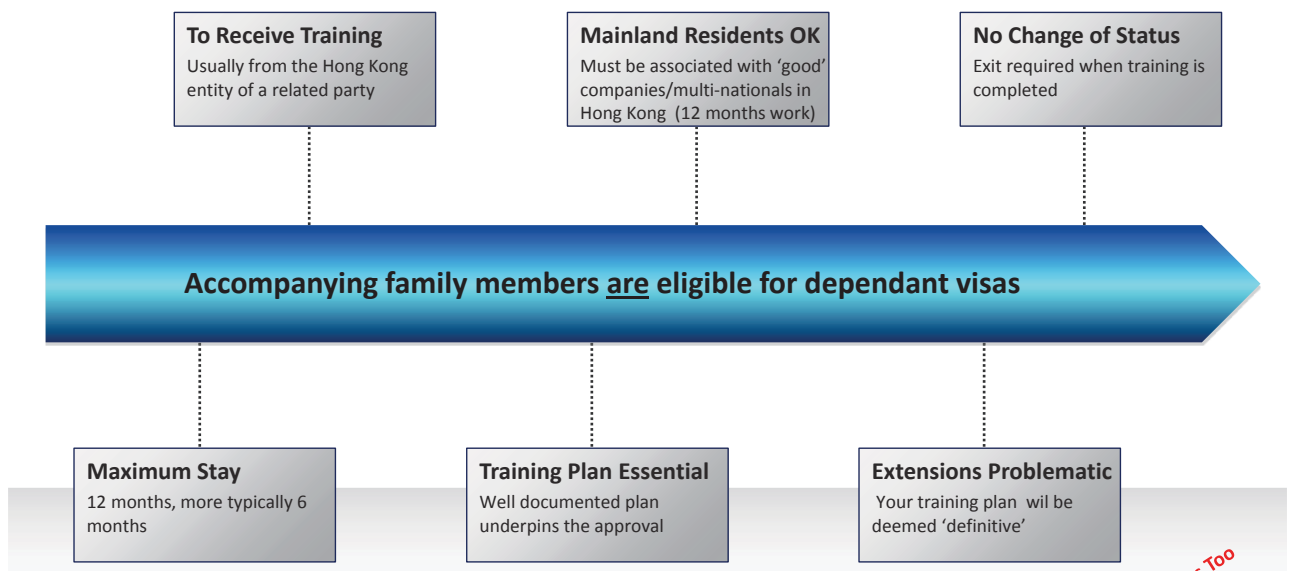 To Receive Training
Usually from the Hong Kong
entity of a related party
Mainland Residents OK
Must be associated with ‘good’
companies/multi-nationals in
Hong Kong (12 months work)
No Change of Status
Exit required when training is
completed
Accompanying family members are eligible for dependant visas
Maximum Stay
12 months, more typically 6
months
Training Plan Essential
Well documented plan
underpins the approval
Extensions Problematic
Your training plan wil be
deemed ‘definitive’
Too